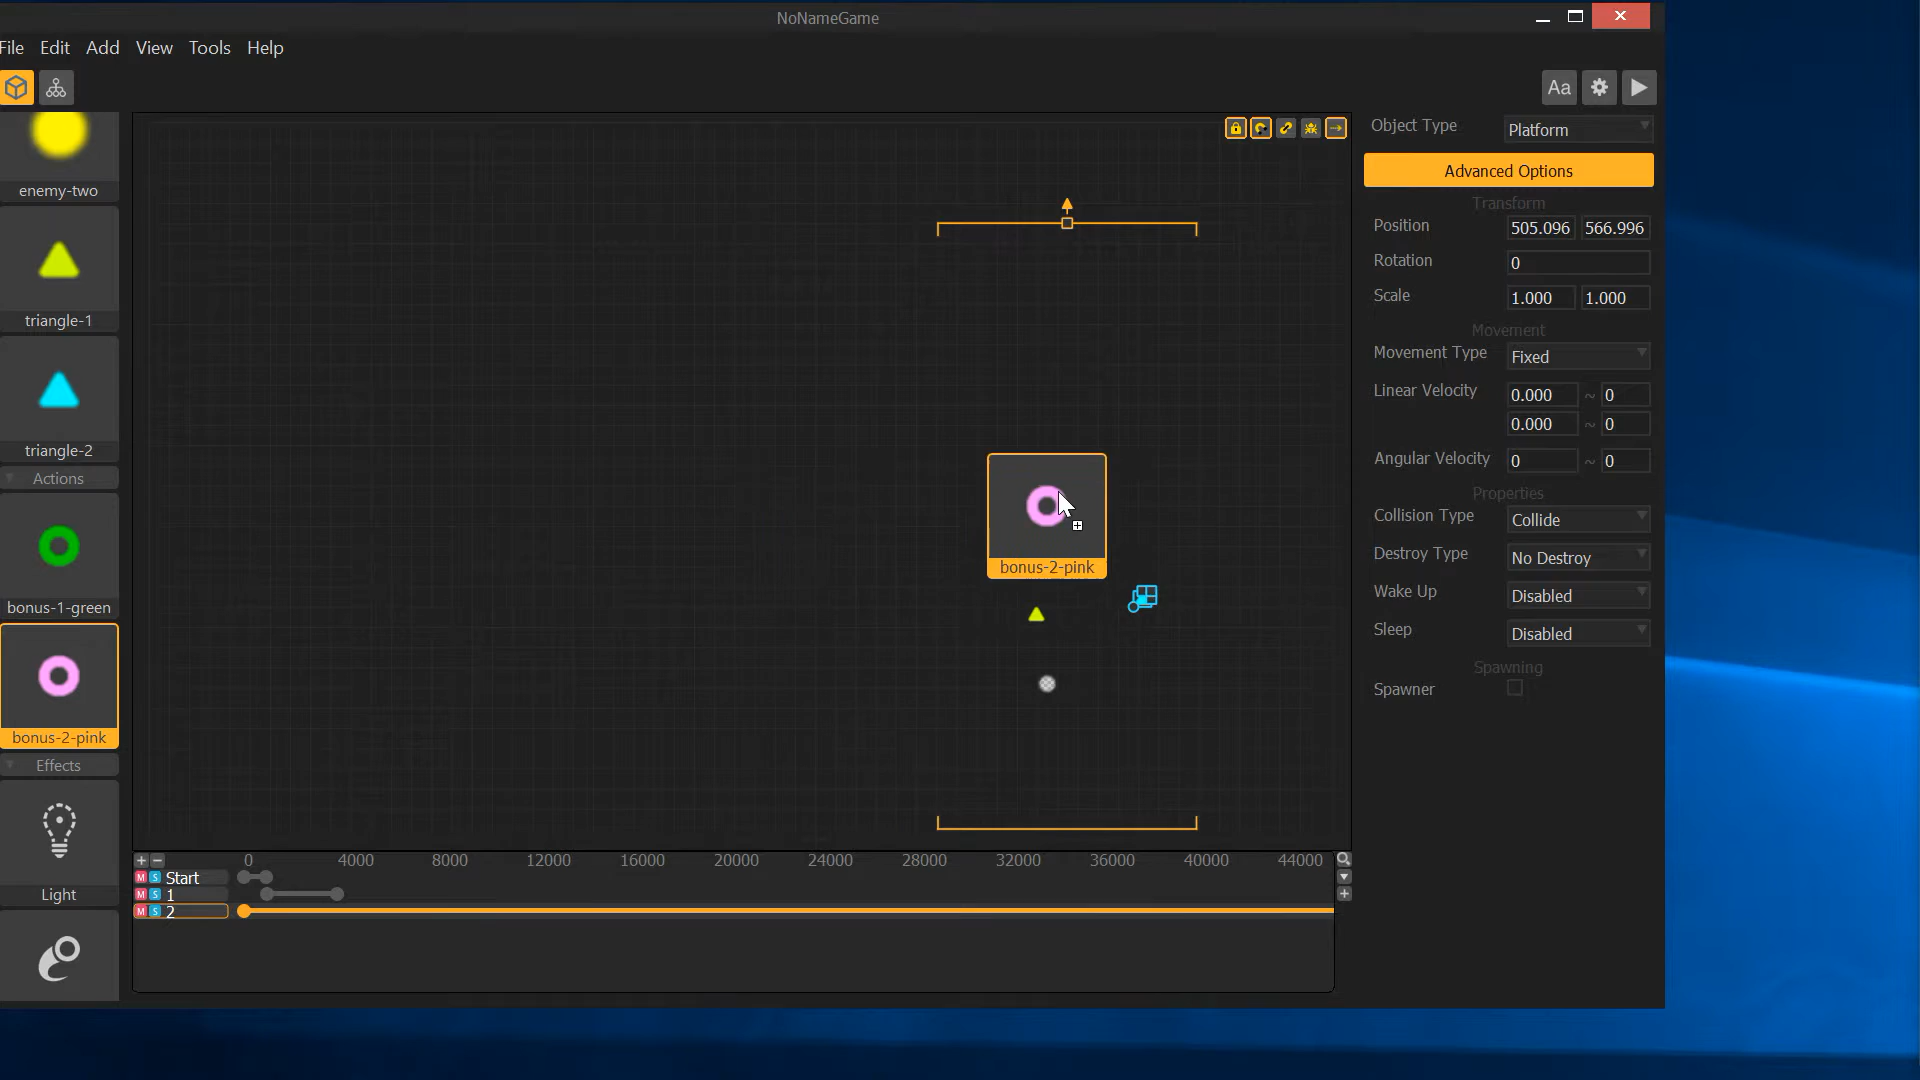 NoNameGame
File Edit Add View Tools Help
Aa
enemy-two
triangle-1
triangle-2
Actions
bonus-1-green
bonus-2-pink
Effects
Light
bonus-2-pink
Object Type Platform
Advanced Options
Transform
Position 505.096 566.996
Rotation 0
Scale 1.000 1.000
Movement
Movement Type Fixed
Linear Velocity 0.000 ~ 0
0.000 ~ 0
Angular Velocity 0 ~ 0
Properties
Collision Type Collide
Destroy Type No Destroy
Wake Up Disabled
Sleep Disabled
Spawning
Spawner
0 4000 8000 12000 16000 20000 24000 28000 32000 36000 40000 44000
M S Start
M S 1
M S 2